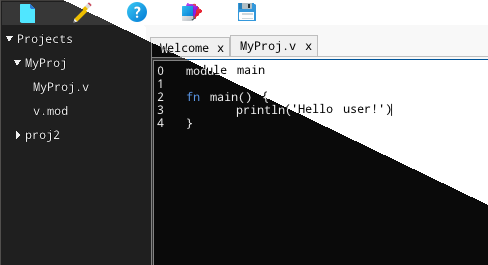 ?
Projects
MyProj
MyProj.v
v.mod
proj2
Welcome x MyProj.v x
0 module main
1
2 fn main() {
3 println('Hello user!')
4 }